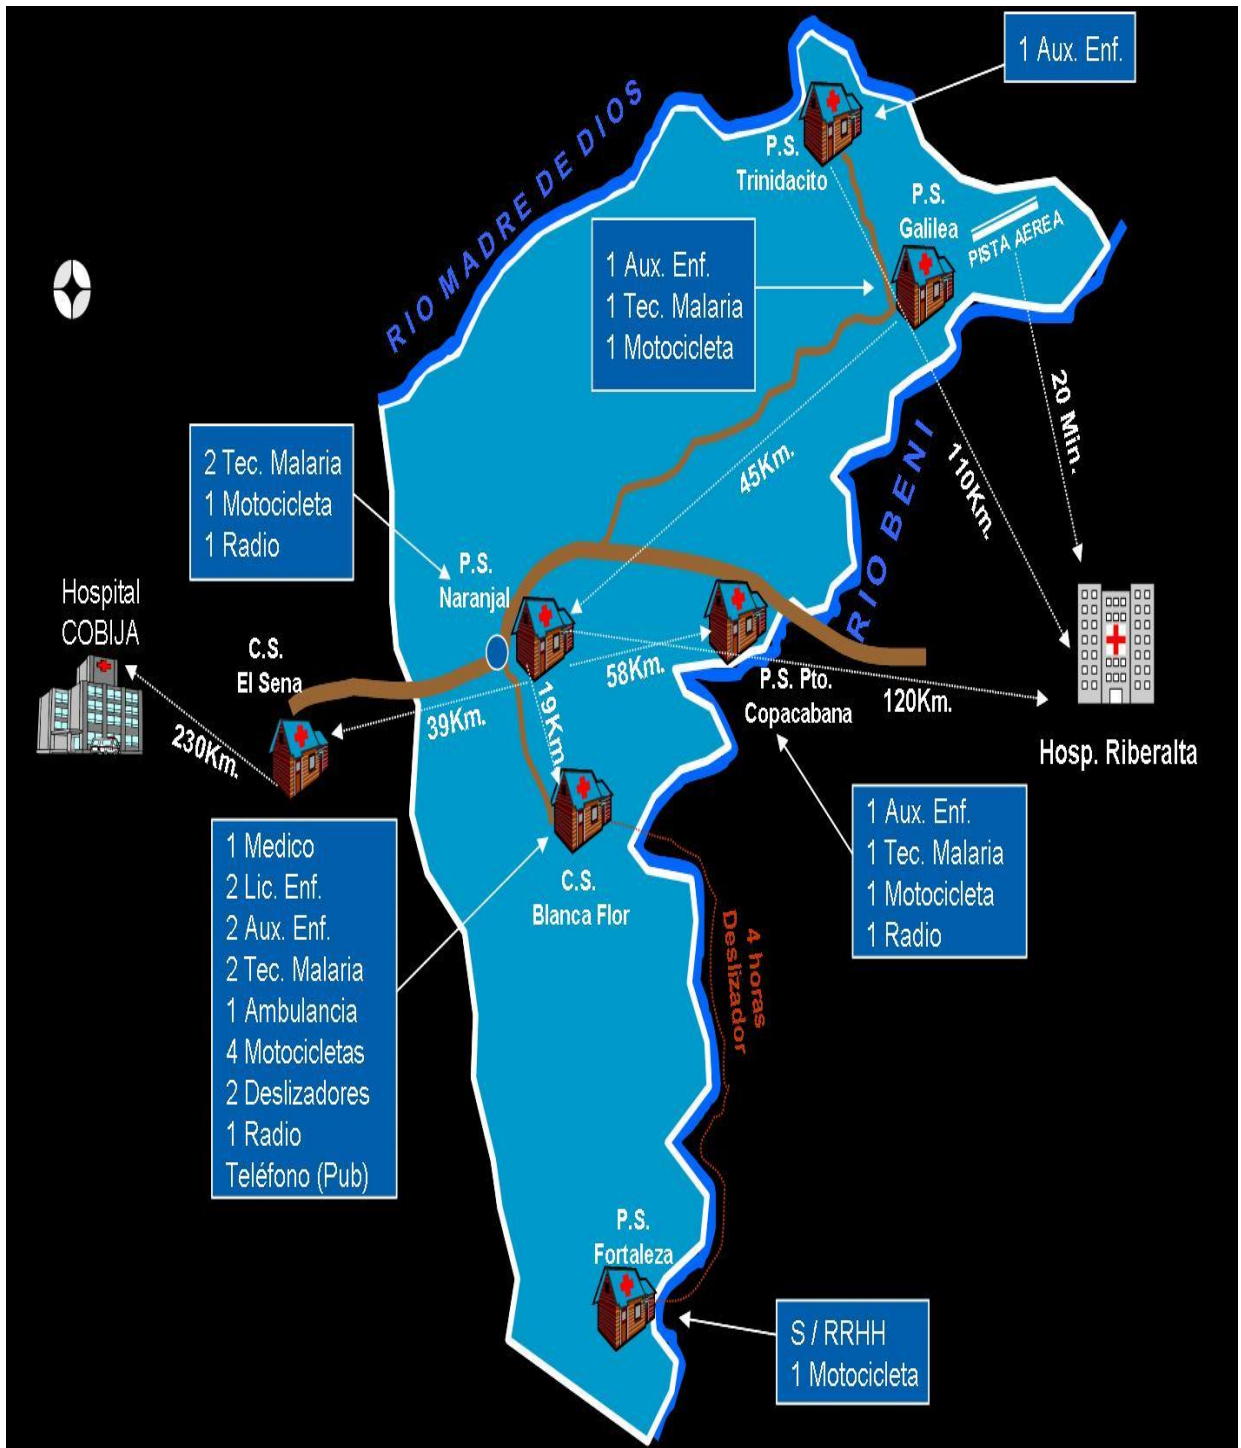 1 Aux. Enf.
P.S.
Trinidacito
P.S.
Galilea
PISTA AEREA
RIO MADRE DE DIOS
1 Aux. Enf.
1 Tec. Malaria
1 Motocicleta
20 Min.
110Km.
45Km.
RIO BENI
2 Tec. Malaria
1 Motocicleta
1 Radio
P.S.
Naranjal
Hospital
COBIJA
C.S.
El Sena
230Km.
39Km.
19Km.
58Km.
120Km.
P.S. Pto.
Copacabana
Hosp. Riberalta
1 Aux. Enf.
1 Tec. Malaria
1 Motocicleta
1 Radio
C.S.
Blanca Flor
1 Medico
2 Lic. Enf.
2 Aux. Enf.
2 Tec. Malaria
1 Ambulancia
4 Motocicletas
2 Deslizadores
1 Radio
Teléfono (Pub)
4 horas
Deslizador
P.S.
Fortaleza
S / RRHH
1 Motocicleta